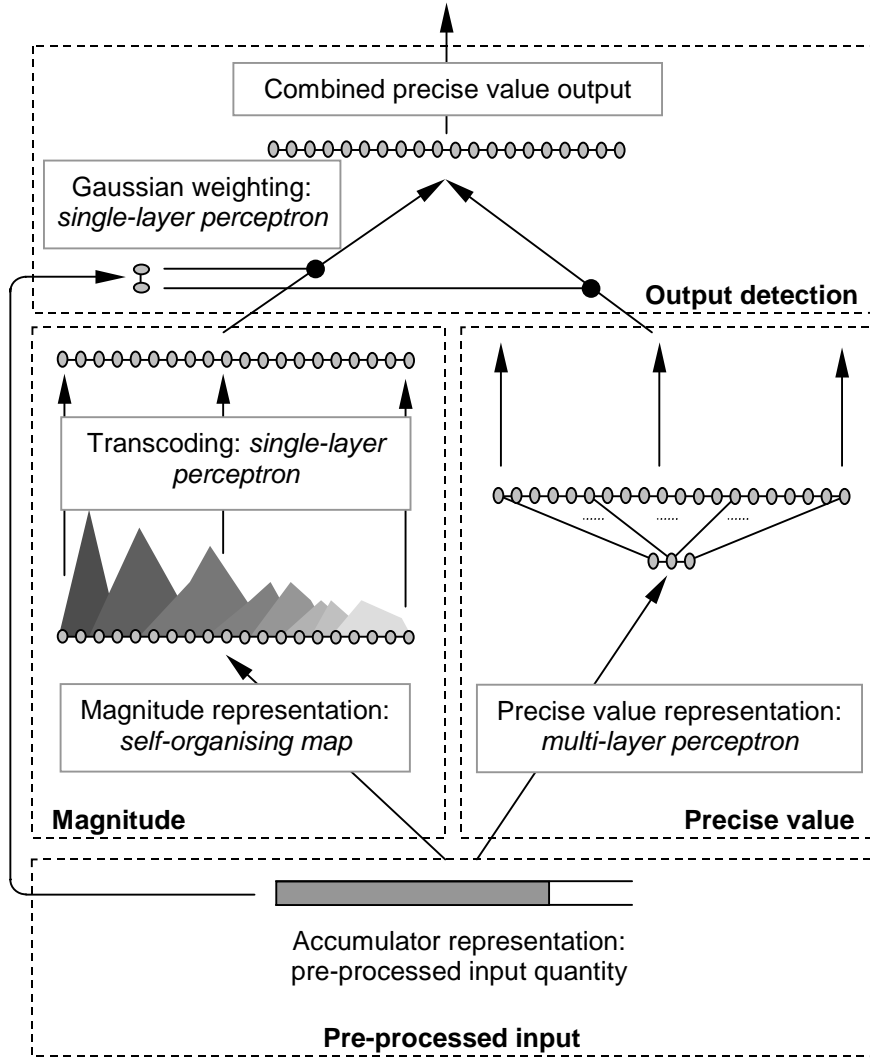 Combined precise value output
Gaussian weighting:
single-layer perceptron
Output detection
Transcoding: single-layer
perceptron
......
......
......
Magnitude representation:
self-organising map
Precise value representation:
multi-layer perceptron
Magnitude
Precise value
Accumulator representation:
pre-processed input quantity
Pre-processed input